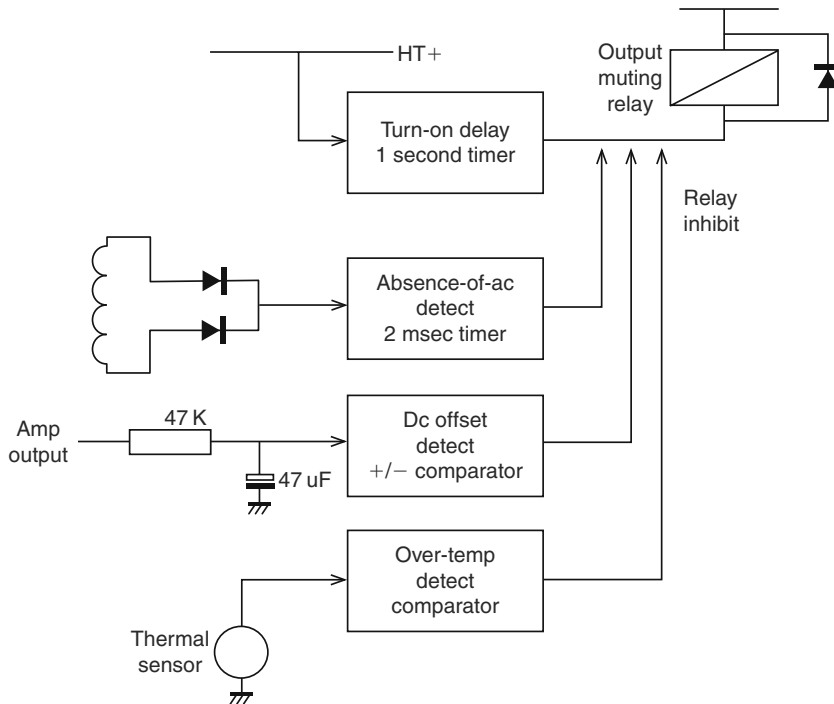 HT+
Output
muting
relay
Turn-on delay
1 second timer
Relay
inhibit
Absence-of-ac
detect
2 msec timer
47 K
Amp
output
47 uF
Dc offset
detect
+/− comparator
Over-temp
detect
comparator
Thermal
sensor